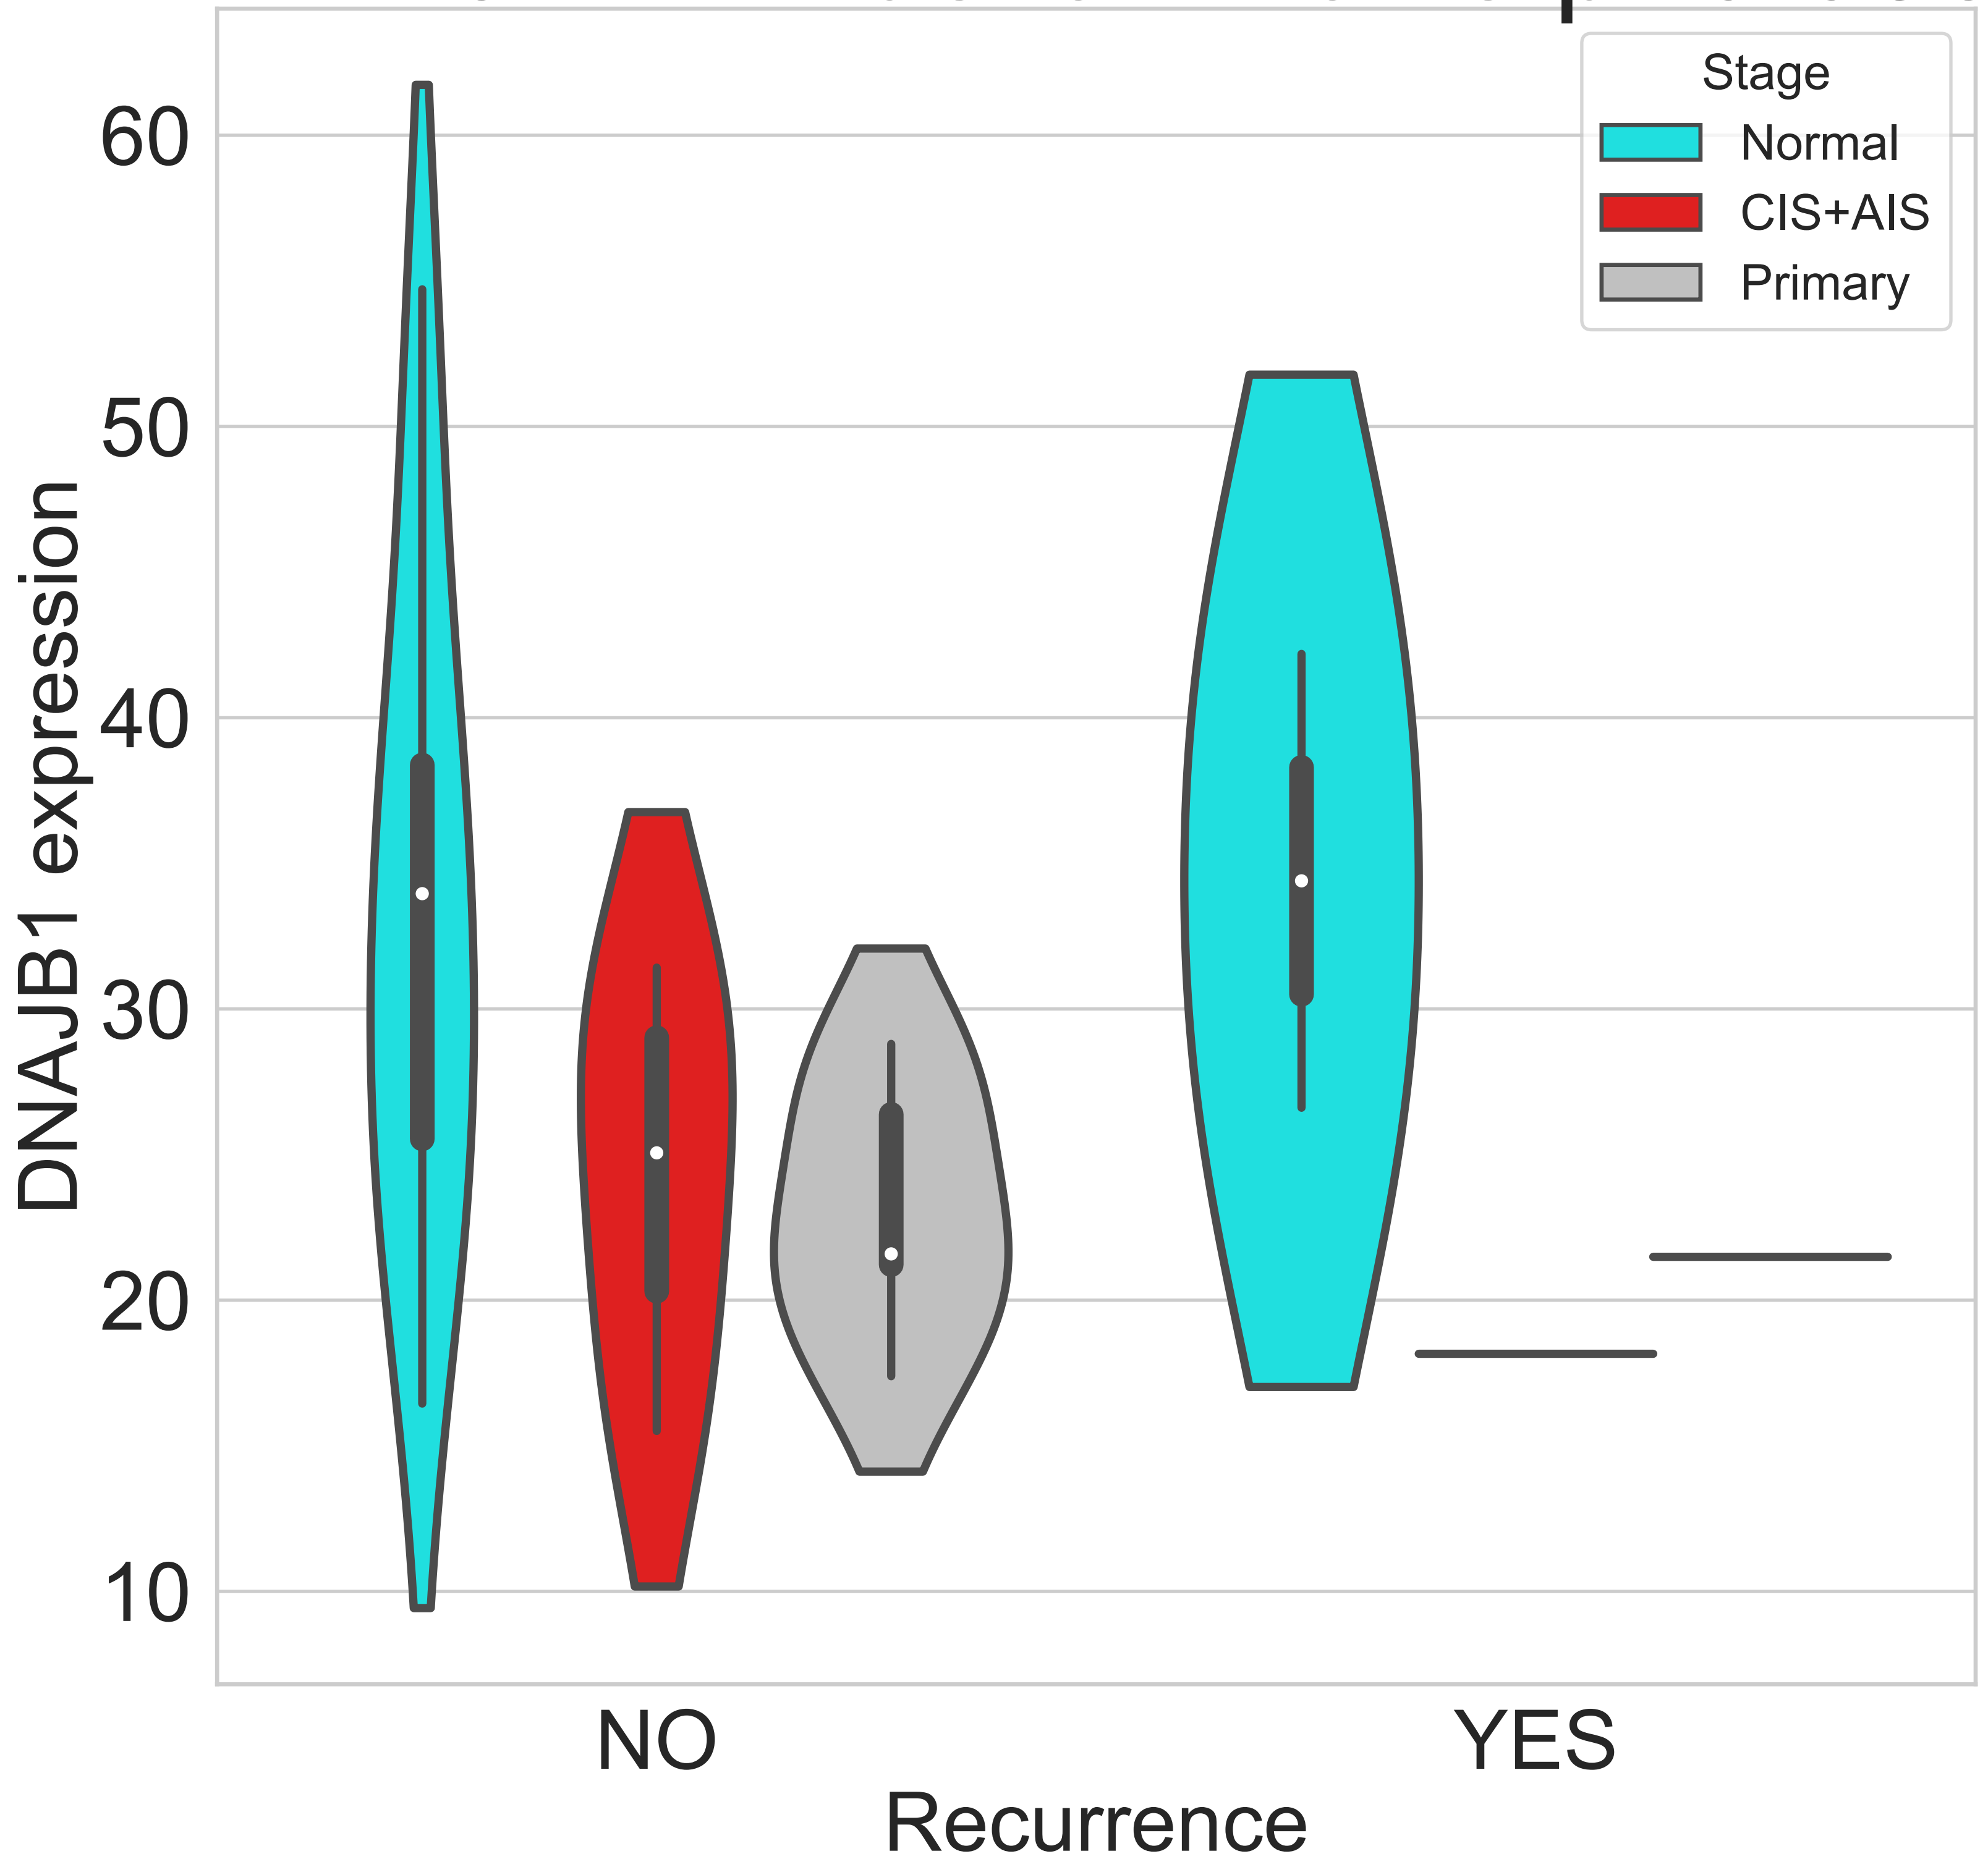 Stage
Normal
CIS+AIS
Primary
60
50
40
30
20
10
DNAJB1 expression
NO
YES
Recurrence